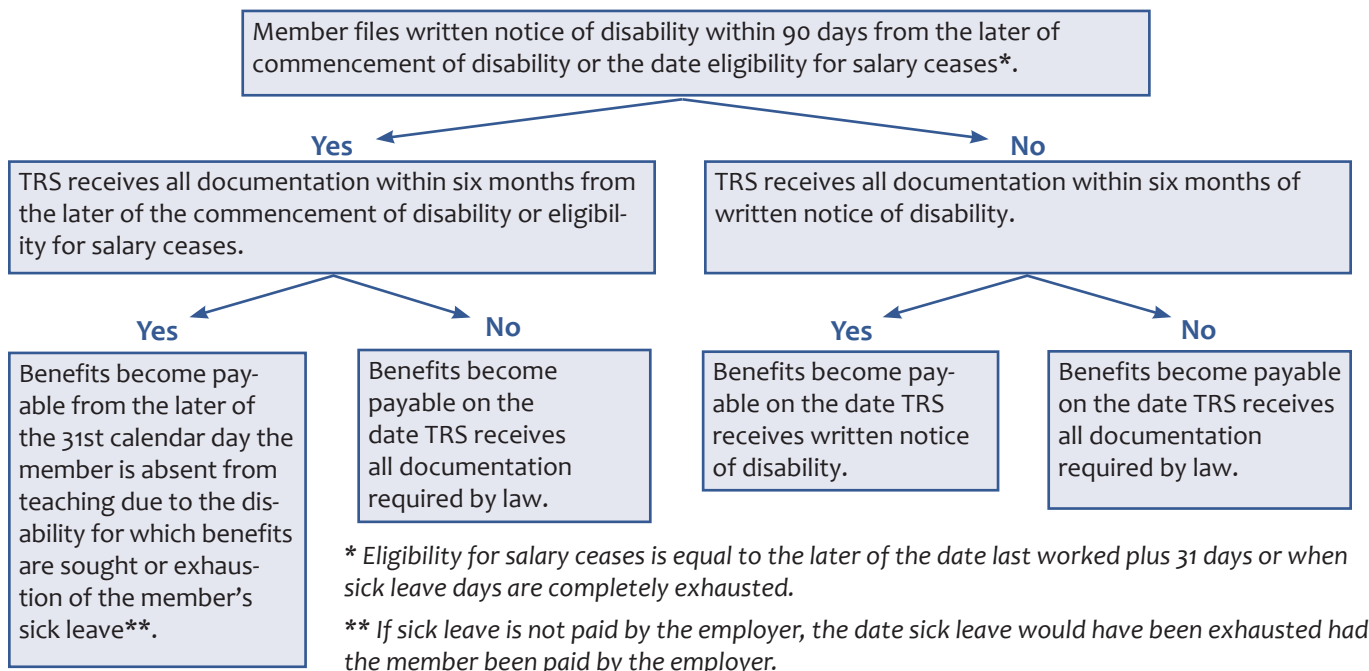 Member files written notice of disability within 90 days from the later of
commencement of disability or the date eligibility for salary ceases*.
Yes
No
TRS receives all documentation within six months from
the later of the commencement of disability or eligibil-
ity for salary ceases.
TRS receives all documentation within six months of
written notice of disability.
Yes
No
Yes
No
Benefits become pay-
able from the later of
the 31st calendar day the
member is absent from
teaching due to the dis-
ability for which benefits
are sought or exhaus-
tion of the member's
sick leave**.
Benefits become
payable on the
date TRS receives
all documentation
required by law.
Benefits become pay-
able on the date TRS
receives written notice
of disability.
Benefits become payable
on the date TRS receives
all documentation
required by law.
* Eligibility for salary ceases is equal to the later of the date last worked plus 31 days or when
sick leave days are completely exhausted.
** If sick leave is not paid by the employer, the date sick leave would have been exhausted had
the member been paid by the employer.